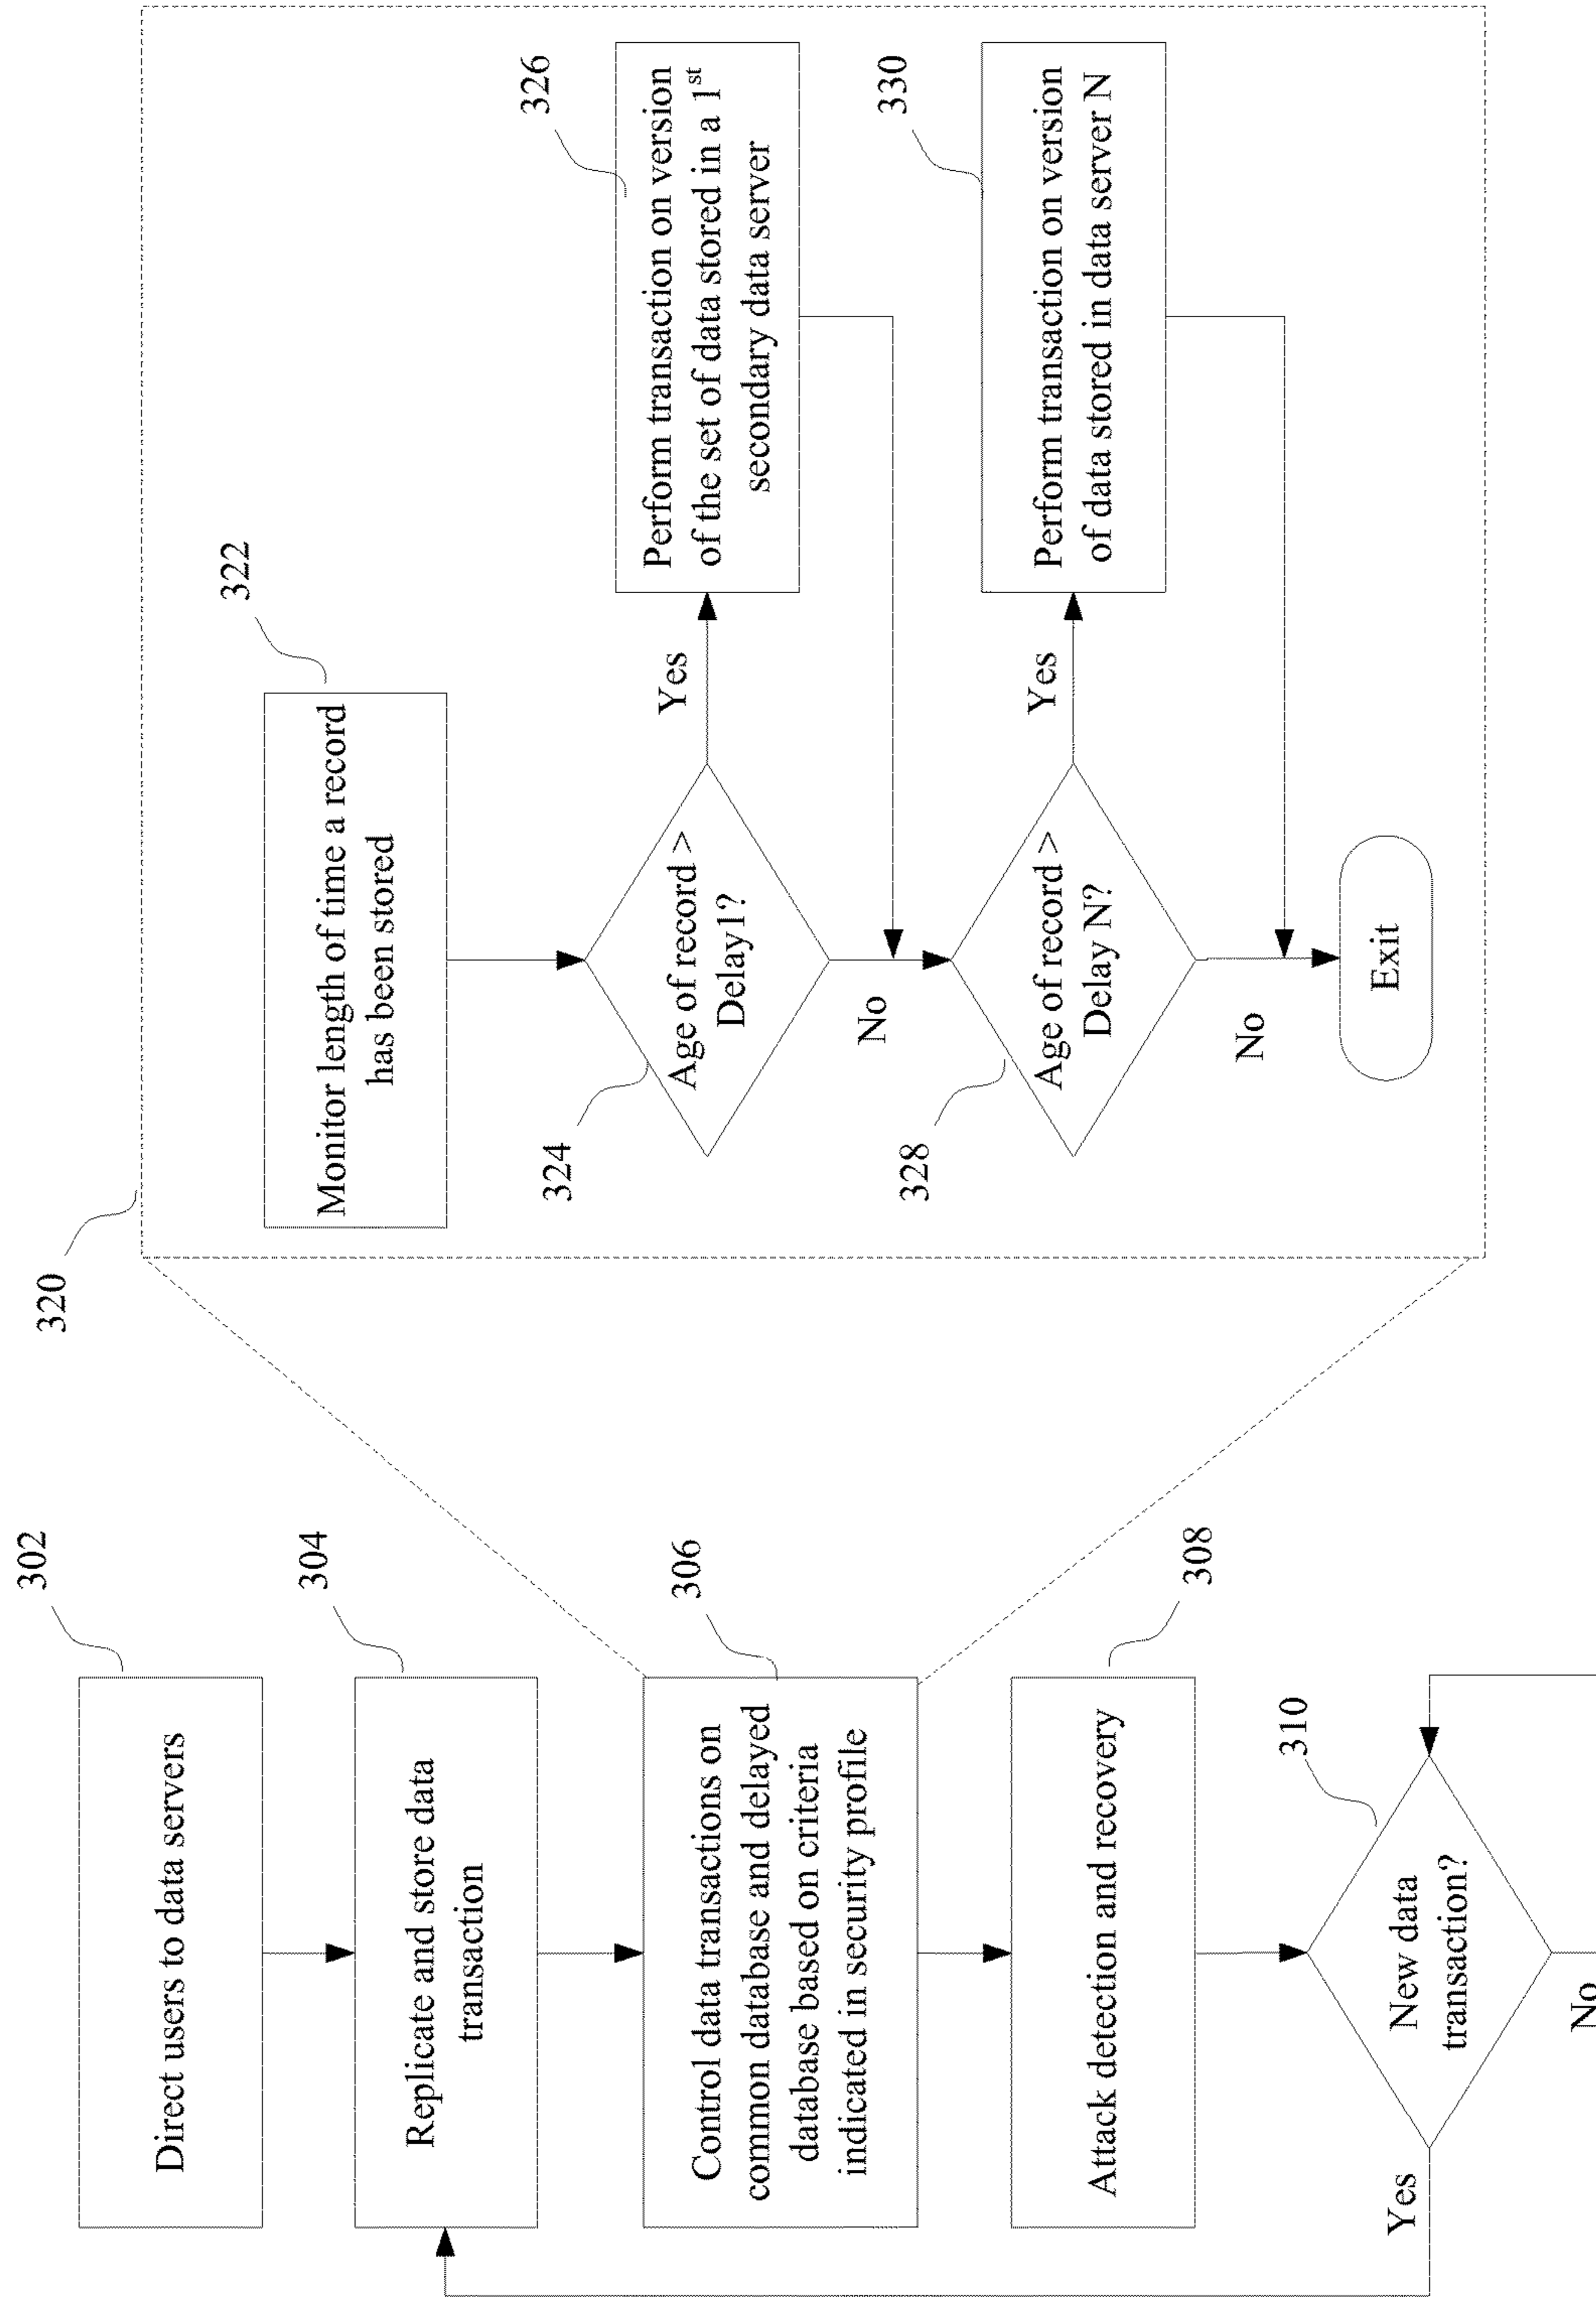 302
Direct users to data servers
304
Replicate and store data
transaction
306
Control data transactions on
common database and delayed
database based on criteria
indicated in security profile
308
Attack detection and recovery
310
New data
transaction?
Yes
No
320
322
Monitor length of time a record
has been stored
324
Age of record >
Delay1?
Yes
No
326
Perform transaction on version
of the set of data stored in a 1st
secondary data server
328
Age of record >
Delay N?
Yes
No
330
Perform transaction on version
of data stored in data server N
Exit